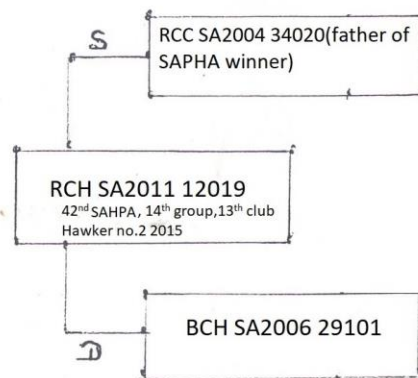 S
RCC SA2004 34020(father of
SAPHA winner)
RCH SA2011 12019
42nd SAHPA, 14th group,13th club
Hawker no.2 2015
BCH SA2006 29101
D